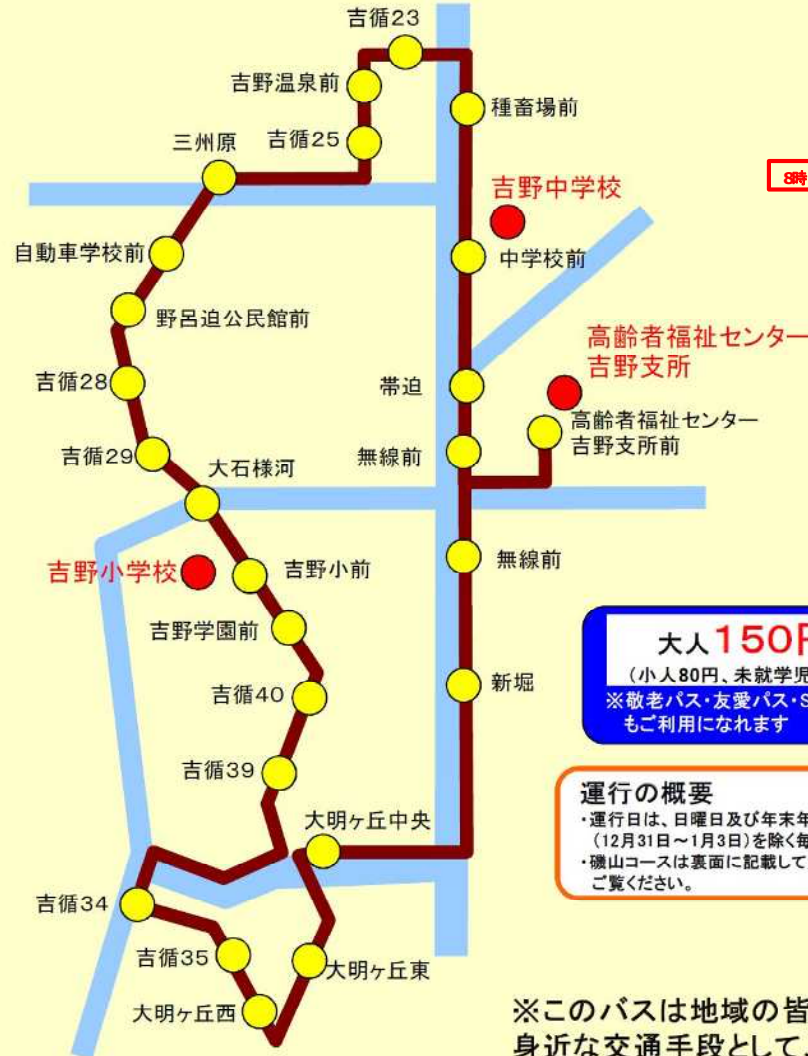 吉循23
吉野温泉前
種畜場前
三州原
吉循25
8時
吉野中学校
自動車学校前
中学校前
野呂迫公民館前
高齢者福祉センター
吉野支所
吉循28
帯迫
高齢者福祉センター
吉野支所前
吉循29
無線前
大石様河
無線前
吉野小学校
吉野小前
吉野学園前
大人150円
(小人80円、未就学児
※敬老パス・友愛パス・S
もご利用になれます
新堀
吉循40
吉循39
運行の概要
・運行日は、日曜日及び年末年
(12月31日~1月3日)を除く毎
・磯山コースは裏面に記載して
ご覧ください。
大明ヶ丘中央
吉循34
吉循35
大明ヶ丘東
大明ヶ丘西
※このバスは地域の皆
身近な交通手段として、